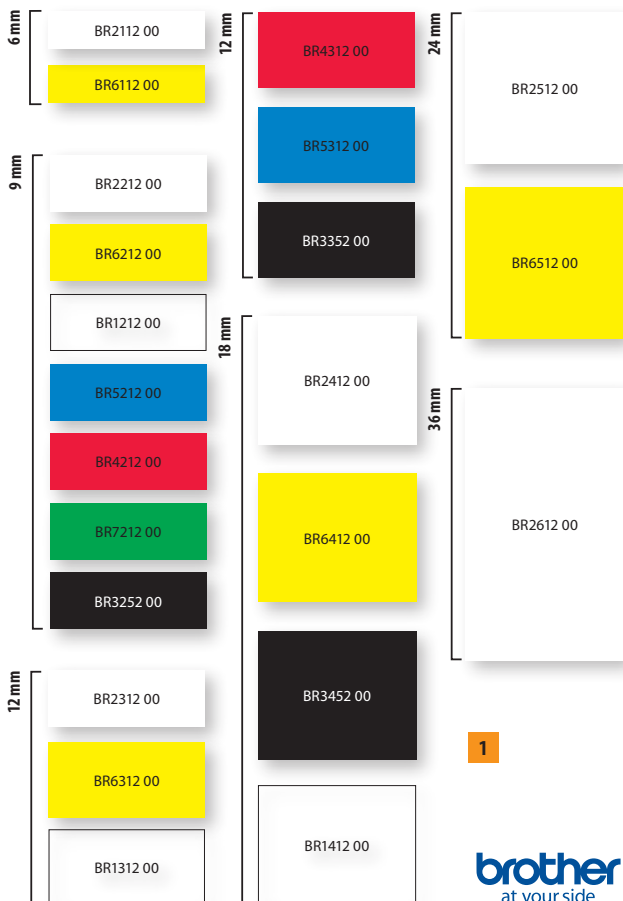 6 mm
BR2112 00
BR6112 00
9 mm
BR2212 00
BR6212 00
BR1212 00
BR5212 00
BR4212 00
BR7212 00
BR3252 00
12 mm
BR2312 00
BR6312 00
BR1312 00
12 mm
BR4312 00
BR5312 00
BR3352 00
18 mm
BR2412 00
BR6412 00
BR3452 00
BR1412 00
24 mm
BR2512 00
BR6512 00
36 mm
BR2612 00
1
brother
at your side